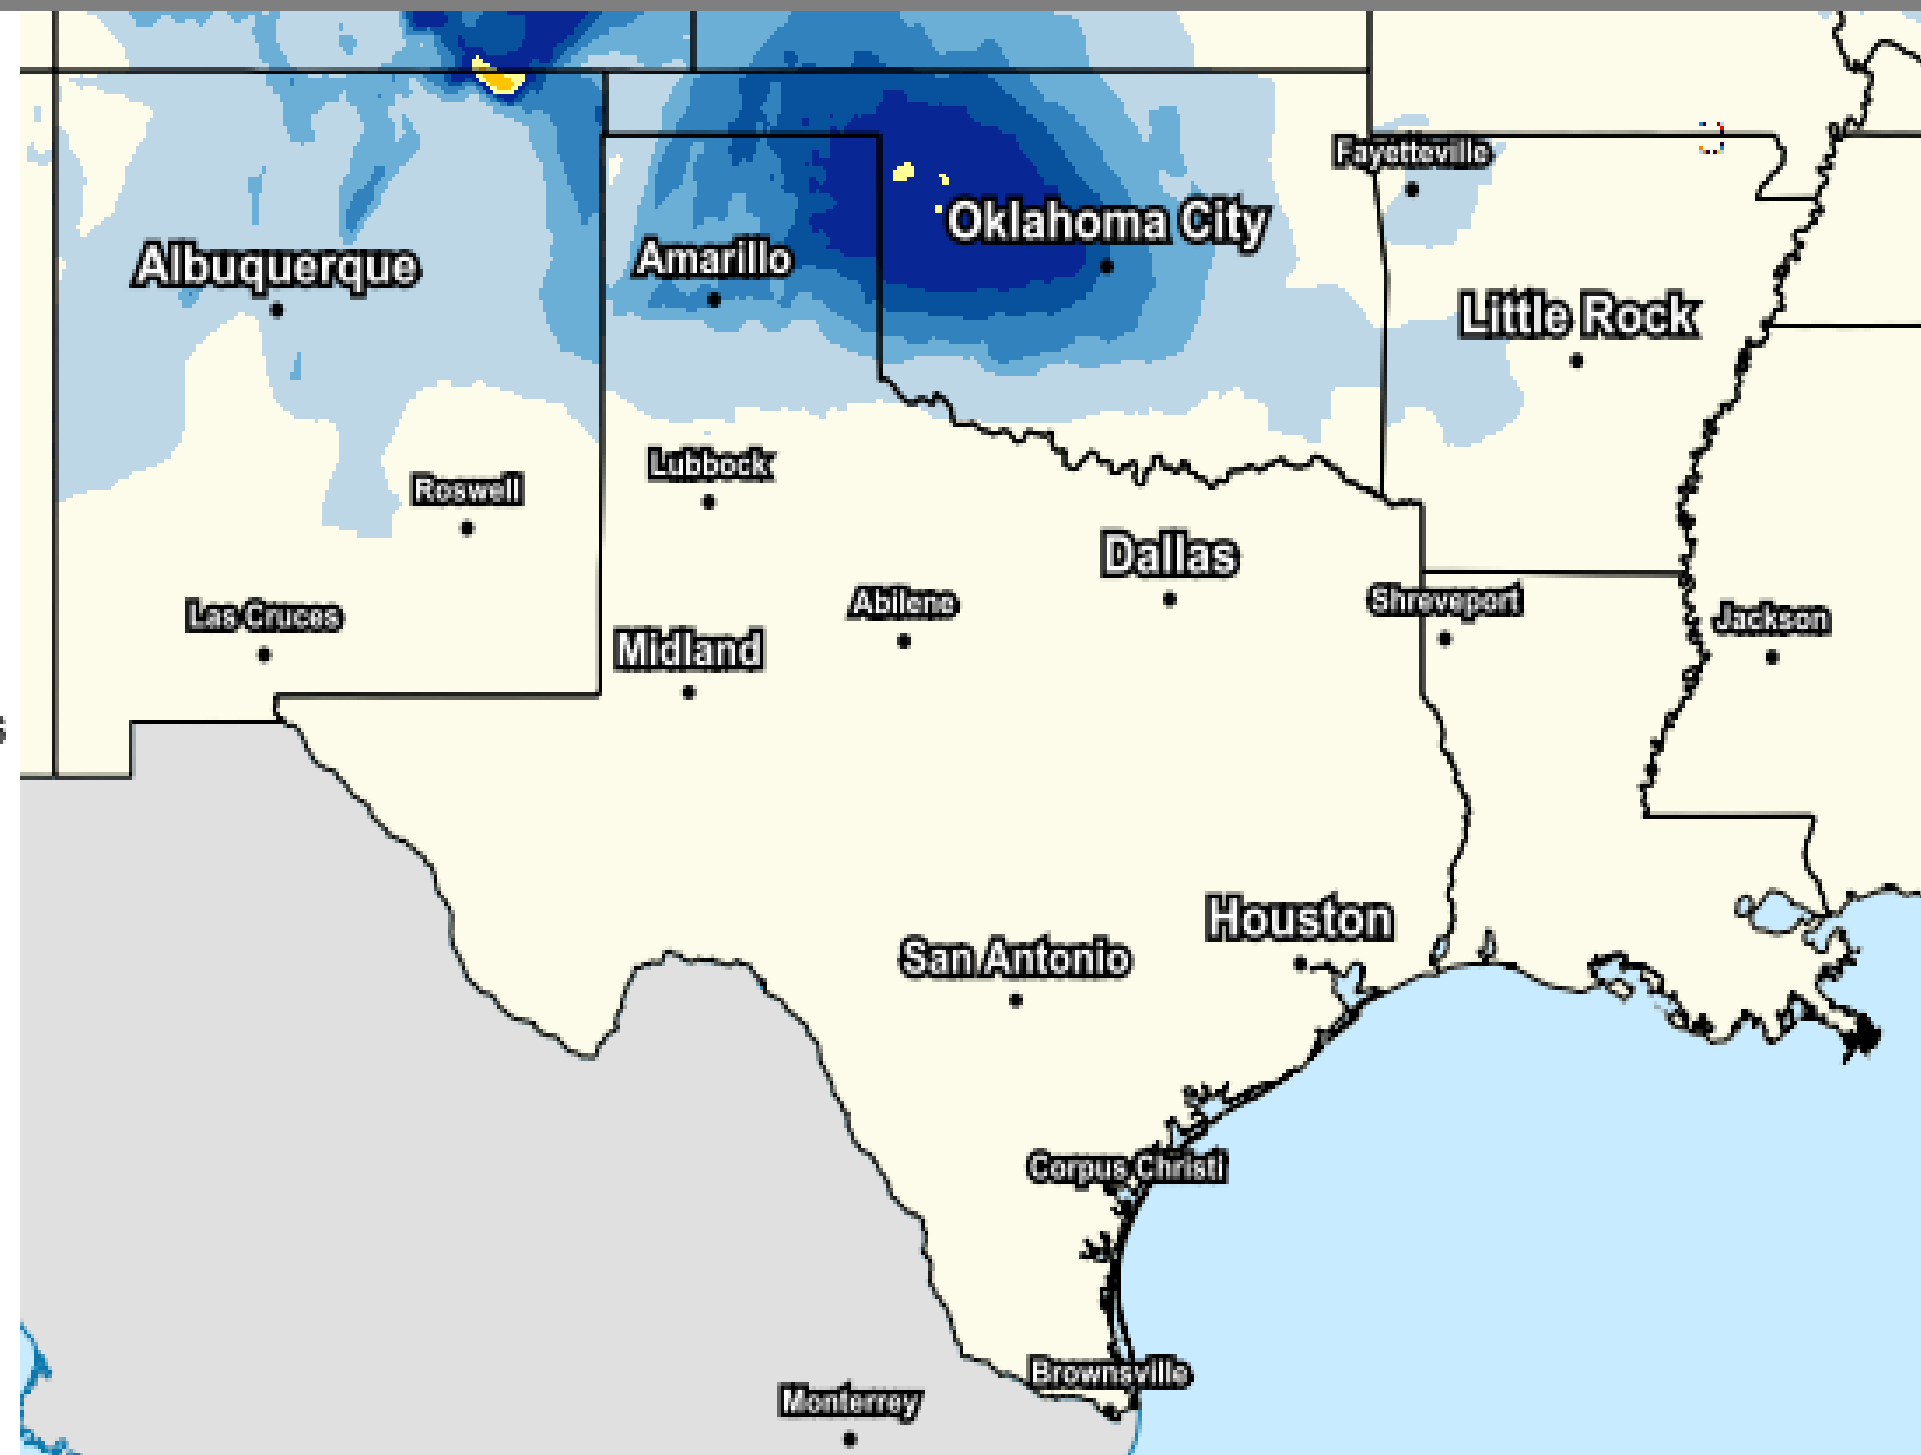 Fayetteville
Oklahoma City
Albuquerque
Amarillo
Little Rock
Lubbock
Roswell
Dallas
Abilene
Shreveport
Las Cruces
Jackson
Midland
Houston
San Antonio
Corpus Christi
Brownsville
Monterrey